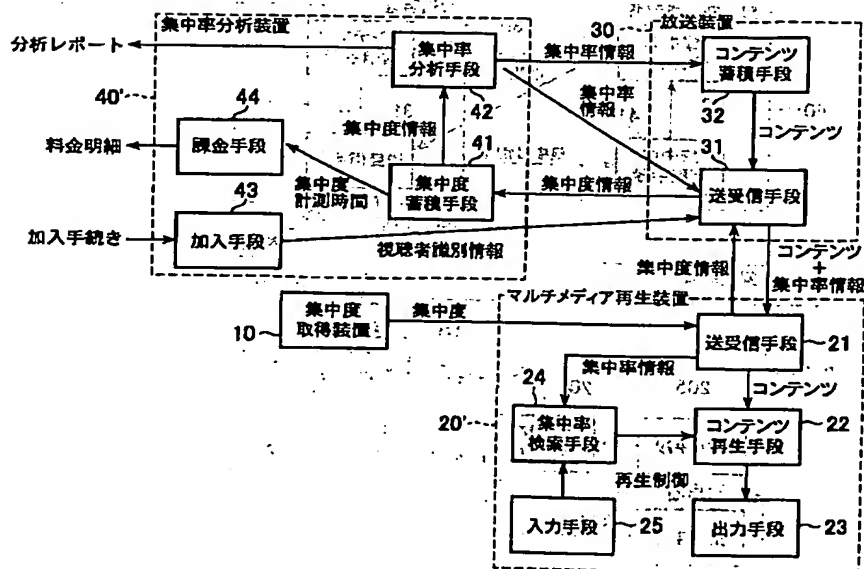 集中率分析装置
30
放送装置
分析レポート
集中率
分析手段
42
集中率情報
コンテンツ
蓄積手段
32
40'
44
集中度情報
集中率
情報
コンテンツ
料金明細
課金手段
41
31
集中度
計測時間
集中度
蓄積手段
集中度情報
送受信手段
43
加入手続き
加入手段
視聴者識別情報
集中度情報
コンテンツ
+
集中率情報
マルチメディア再生装置
集中度
取得装置
10
集中度
送受信手段
21
集中率情報
24
コンテンツ
20'
集中率
検索手段
コンテンツ
再生手段
22
再生制御
入力手段
25
出力手段
23